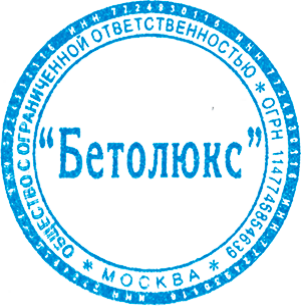 ОБЩЕСТВО С ОГРАНИЧЕННОЙ ОТВЕТСТВЕННОСТЬЮ * ОГРН 1147746854639
* МОСКВА *
“Бетолюкс”